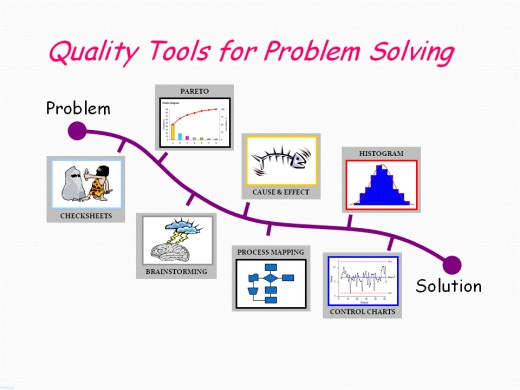 Quality Tools for Problem Solving
Problem
PARETO
CHECKSHEETS
BRAINSTORMING
CAUSE & EFFECT
PROCESS MAPPING
HISTOGRAM
CONTROL CHARTS
Solution